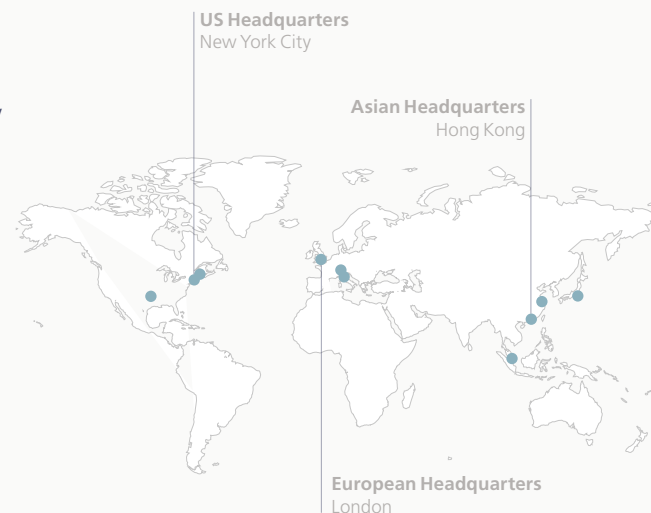 US Headquarters
New York City
Asian Headquarters
Hong Kong
European Headquarters
London